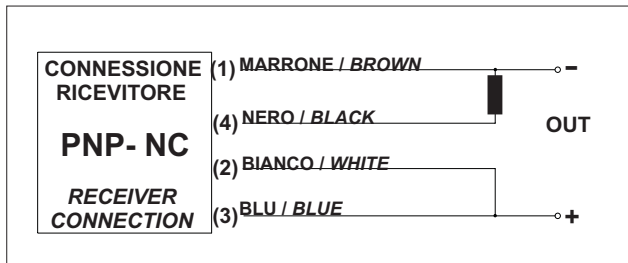 CONNESSIONE
RICEVITORE
PNP- NC
RECEIVER
CONNECTION
(1) MARRONE / BROWN
(4) NERO / BLACK
(2) BIANCO / WHITE
(3) BLU / BLUE
-
OUT
+